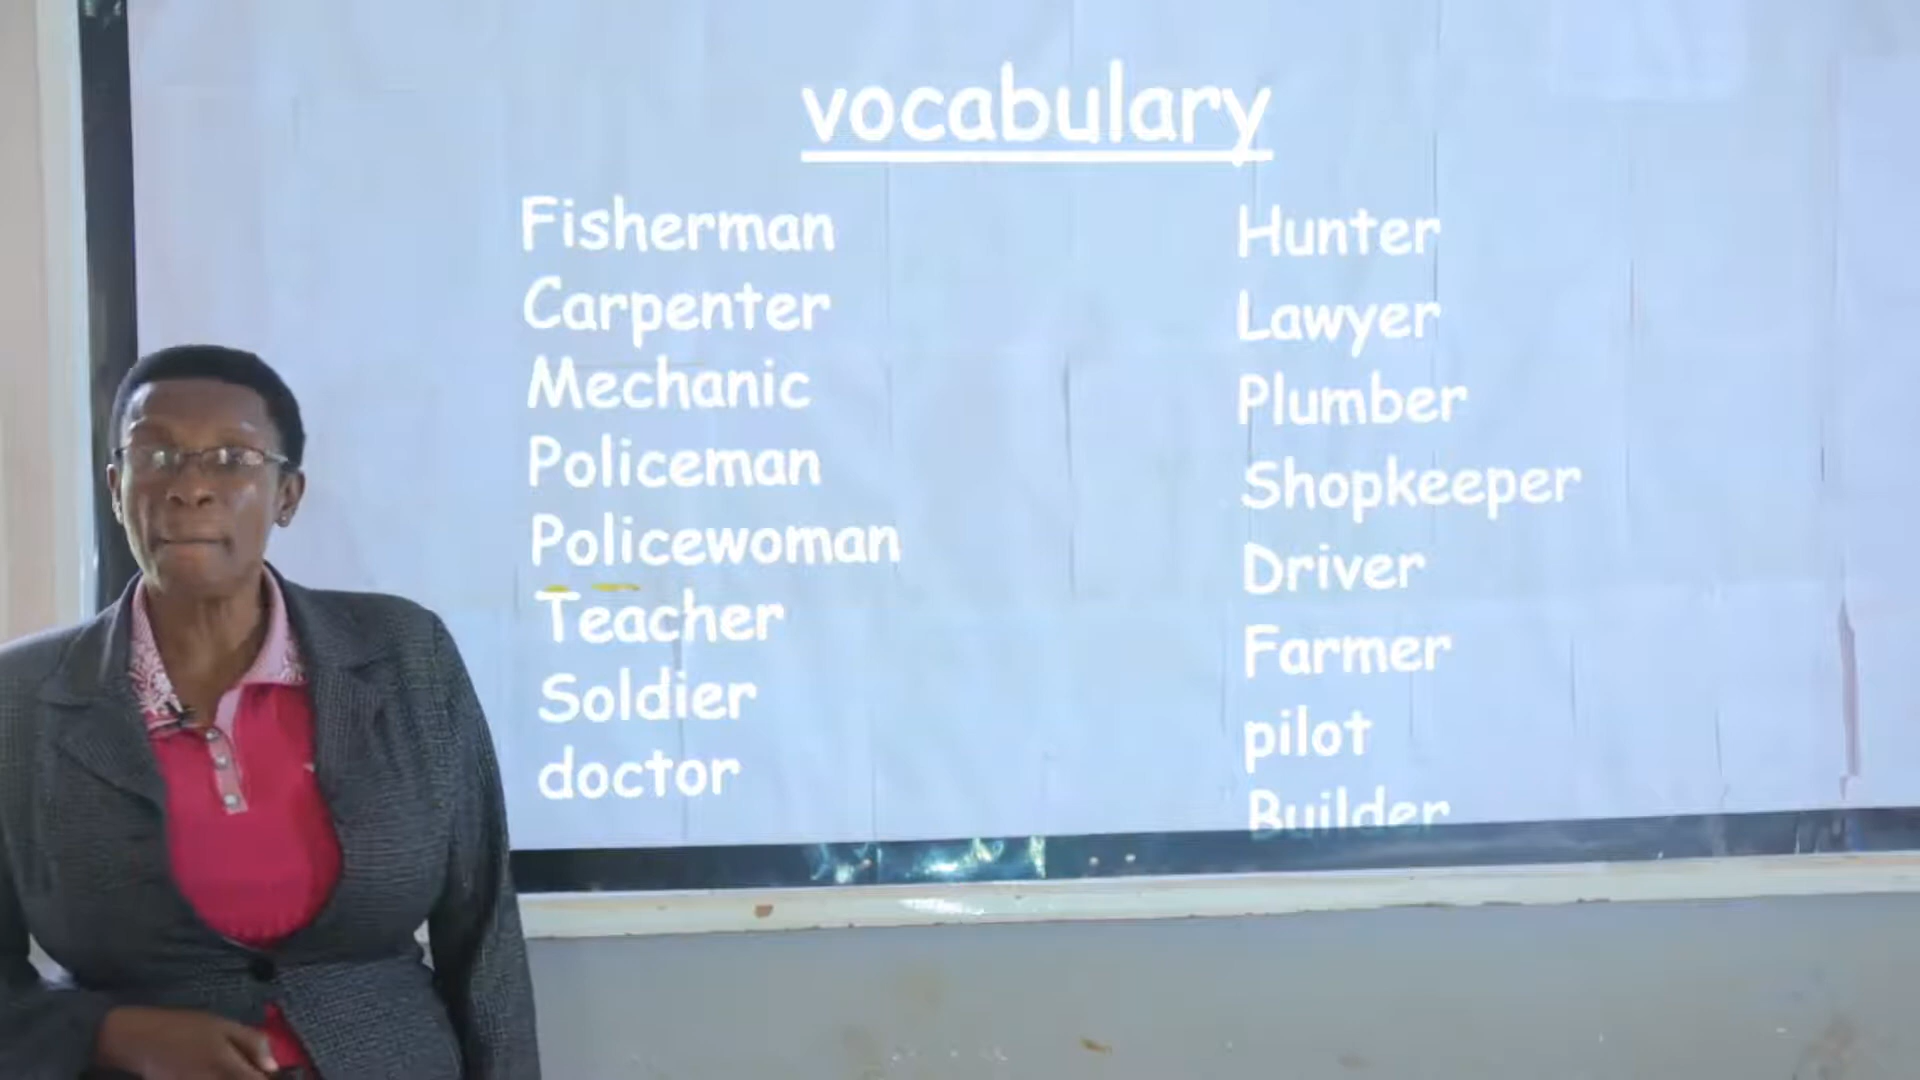 vocabulary
Fisherman
Carpenter
Mechanic
Policeman
Policewoman
Teacher
Soldier
doctor
Hunter
Lawyer
Plumber
Shopkeeper
Driver
Farmer
pilot
Builder